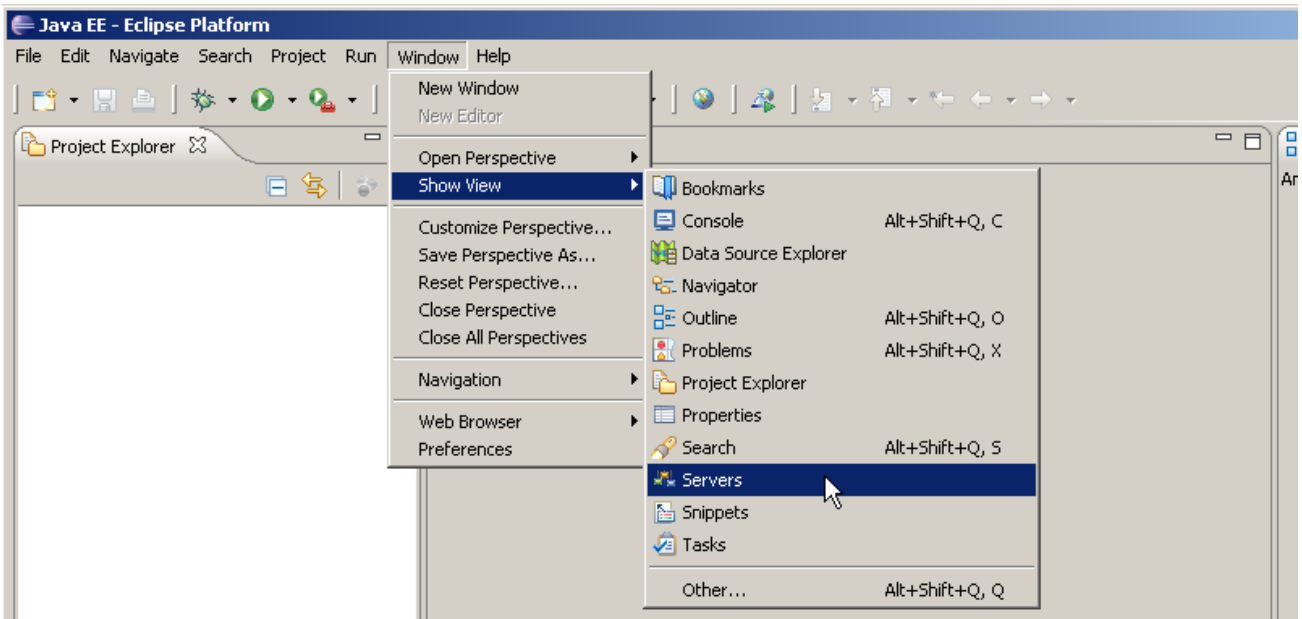 Java EE - Eclipse Platform
File Edit Navigate Search Project Run Window Help
New Window
New Editor
Project Explorer
Open Perspective
Show View
Customize Perspective...
Save Perspective As...
Reset Perspective...
Close Perspective
Close All Perspectives
Navigation
Web Browser
Preferences
Bookmarks
Console Alt+Shift+Q, C
Data Source Explorer
Navigator
Outline Alt+Shift+Q, O
Problems Alt+Shift+Q, X
Project Explorer
Properties
Search Alt+Shift+Q, S
Servers
Snippets
Tasks
Other... Alt+Shift+Q, Q